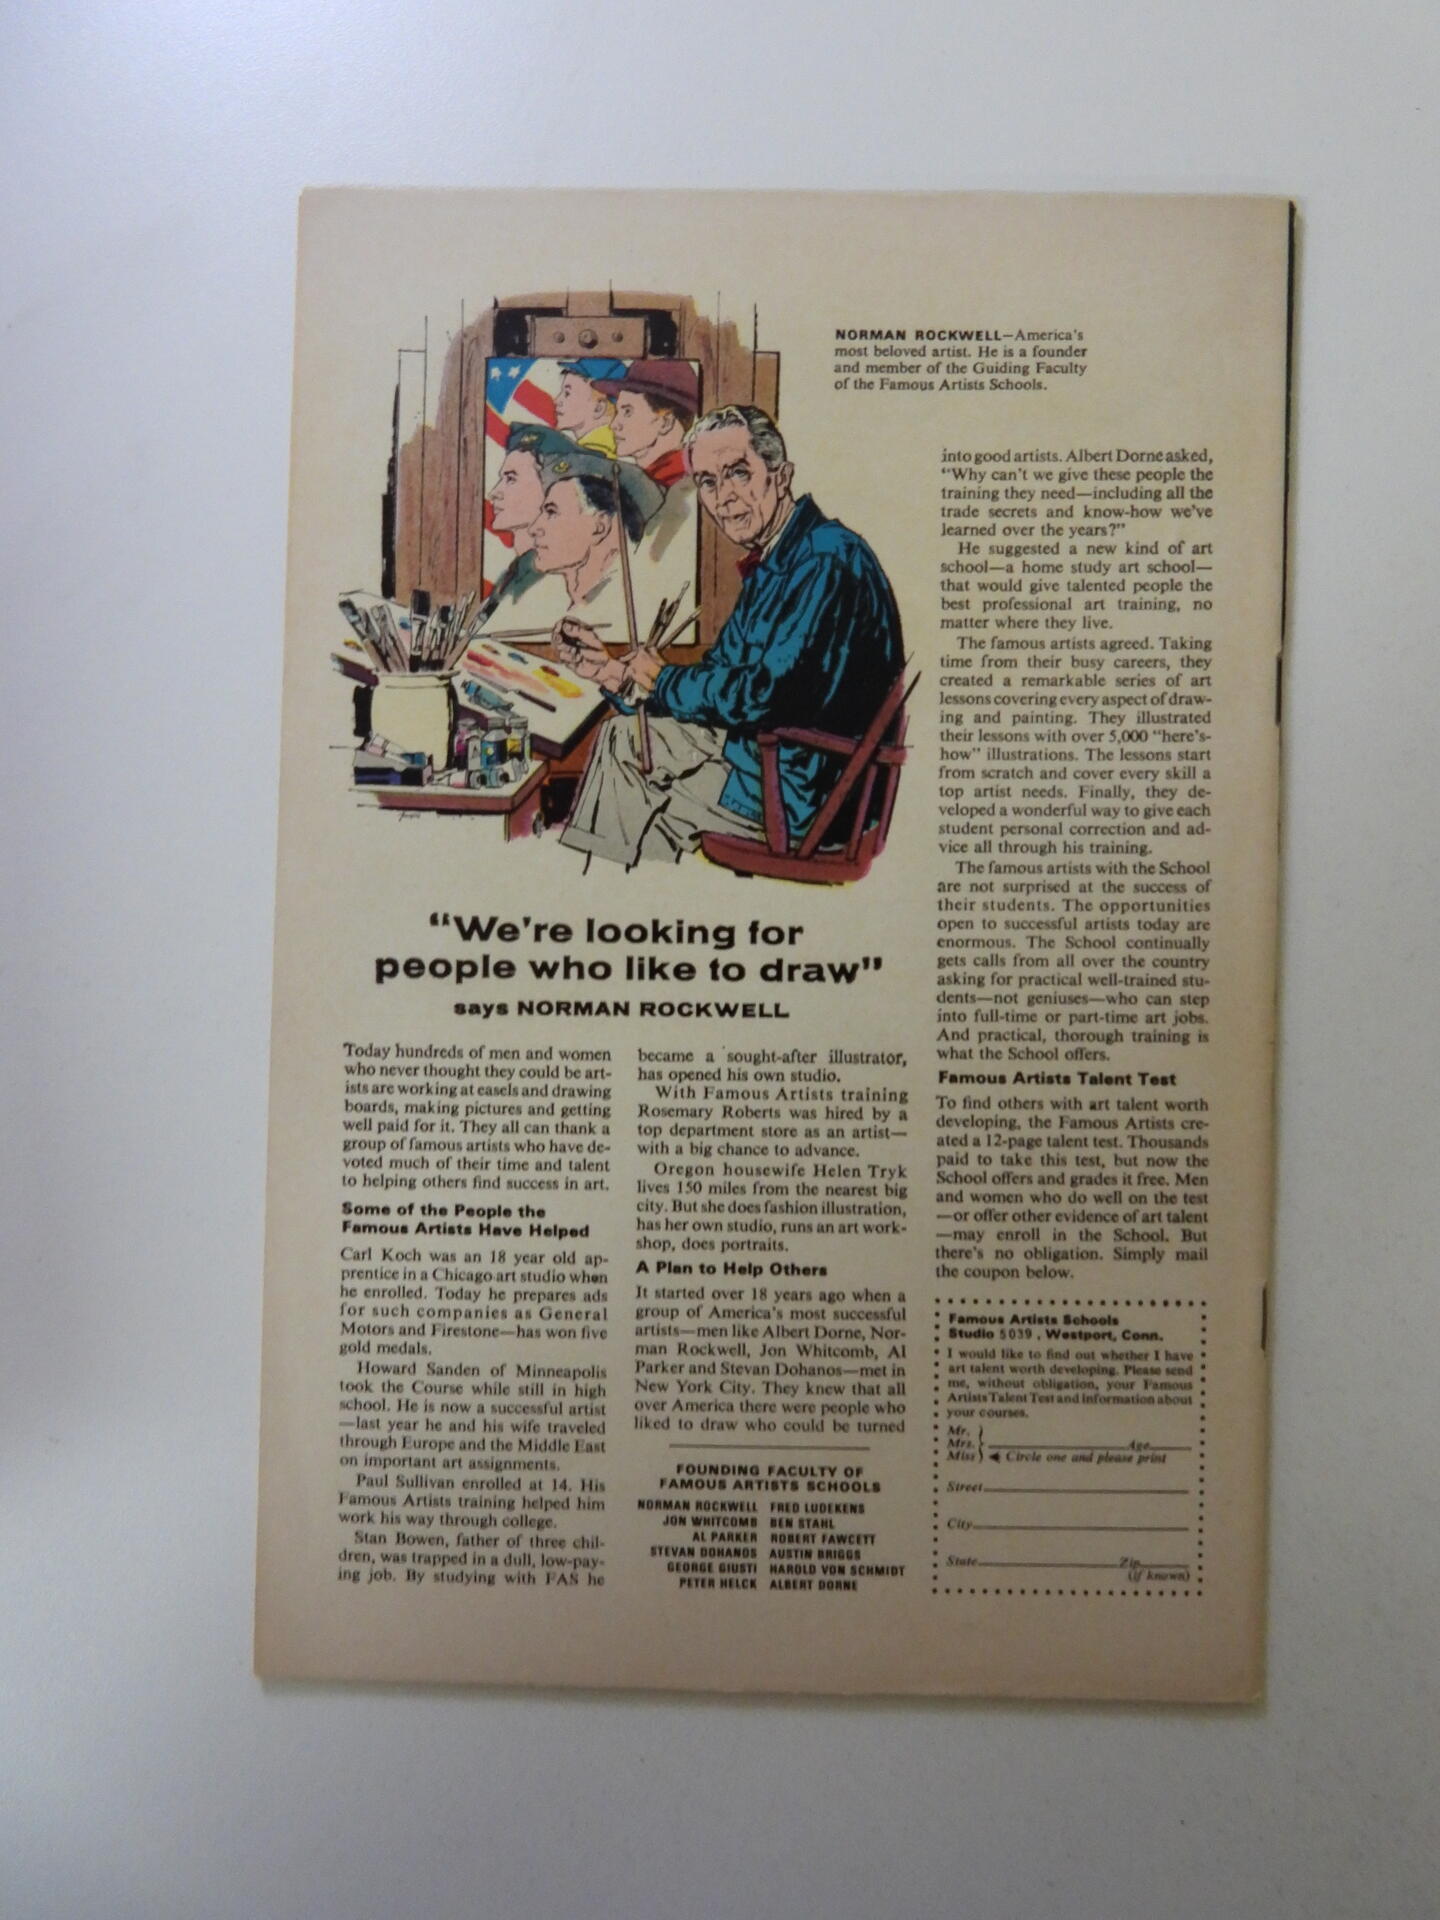 NORMAN ROCKWELL—America's
most beloved artist. He is a founder
and member of the Guiding Faculty
of the Famous Artists Schools.
"We're looking for
people who like to draw"
says NORMAN ROCKWELL
Today hundreds of men and women
who never thought they could be art-
ists are working at easels and drawing
boards, making pictures and getting
well paid for it. They all can thank a
group of famous artists who have de-
voted much of their time and talent
to helping others find success in art.
Some of the People the
Famous Artists Have Helped
Carl Koch was an 18 year old ap-
prentice in a Chicago art studio when
he enrolled. Today he prepares ads
for such companies as General
Motors and Firestone—has won five
gold medals.
Howard Sanden of Minneapolis
took the Course while still in high
school. He is now a successful artist
—last year he and his wife traveled
through Europe and the Middle East
on important art assignments.
Paul Sullivan enrolled at 14. His
Famous Artists training helped him
work his way through college.
Stan Bowen, father of three chil-
dren, was trapped in a dull, low-pay-
ing job. By studying with FAS he
became a sought-after illustrator,
has opened his own studio.
With Famous Artists training
Rosemary Roberts was hired by a
top department store as an artist—
with a big chance to advance.
Oregon housewife Helen Tryk
lives 150 miles from the nearest big
city. But she does fashion illustration,
has her own studio, runs an art work-
shop, does portraits.
A Plan to Help Others
It started over 18 years ago when a
group of America's most successful
artists—men like Albert Dorne, Nor-
man Rockwell, Jon Whitcomb, Al
Parker and Stevan Dohanos—met in
New York City. They knew that all
over America there were people who
liked to draw who could be turned
into good artists. Albert Dorne asked,
"Why can't we give these people the
training they need—including all the
trade secrets and know-how we've
learned over the years?"
He suggested a new kind of art
school—a home study art school—
that would give talented people the
best professional art training, no
matter where they live.
The famous artists agreed. Taking
time from their busy careers, they
created a remarkable series of art
lessons covering every aspect of draw-
ing and painting. They illustrated
their lessons with over 5,000 "here's-
how" illustrations. The lessons start
from scratch and cover every skill a
top artist needs. Finally, they de-
veloped a wonderful way to give each
student personal correction and ad-
vice all through his training.
The famous artists with the School
are not surprised at the success of
their students. The opportunities
open to successful artists today are
enormous. The School continually
gets calls from all over the country
asking for practical well-trained stu-
dents—not geniuses—who can step
into full-time or part-time art jobs.
And practical, thorough training is
what the School offers.
Famous Artists Talent Test
To find others with art talent worth
developing, the Famous Artists cre-
ated a 12-page talent test. Thousands
paid to take this test, but now the
School offers and grades it free. Men
and women who do well on the test
—or offer other evidence of art talent
—may enroll in the School. But
there's no obligation. Simply mail
the coupon below.
FOUNDING FACULTY OF
FAMOUS ARTISTS SCHOOLS
NORMAN ROCKWELL FRED LUDEKENS
JON WHITCOMB BEN STAHL
AL PARKER ROBERT FAWCETT
STEVAN DOHANOS AUSTIN BRIGGS
GEORGE GIUSTI HAROLD VON SCHMIDT
PETER HELCK ALBERT DORNE
Famous Artists Schools
Studio 5039, Westport, Conn.
I would like to find out whether I have
art talent worth developing. Please send
me, without obligation, your Famous
Artists Talent Test and information about
your courses.
Mr.
Mrs. Age
Miss Circle one and please print
Street
City
State Zip
(if known)